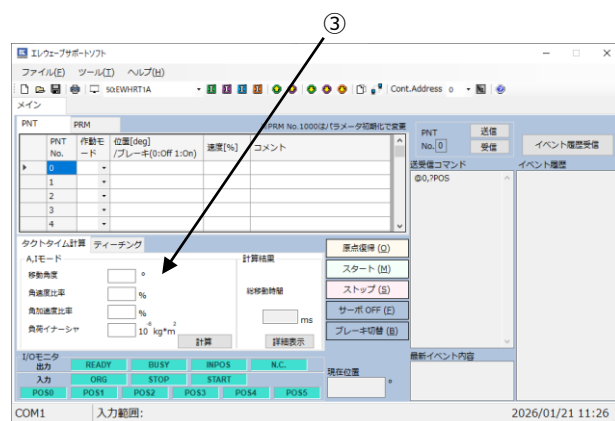 ③
エレウェーブサポートソフト
ファイル(F) ツール(T) ヘルプ(H)
50:EWHRT1A Cont.Address 0
メイン
PNT PRM ※PRM No.1000はパラメータ初期化で変更
PNT No. 作動モード 位置[deg] /ブレーキ(0:Off 1:On) 速度[%] コメント
0
1
2
3
4
PNT No. 0 送信 受信 イベント履歴受信
送受信コマンド イベント履歴
@0,?POS
タクトタイム計算 ティーチング
A,Iモード 計算結果
移動角度 °
角速度比率 %
角加速度比率 %
負荷イナーシャ 10⁻⁶ kg*m²
総移動時間
ms
計算 詳細表示
原点復帰 (O)
スタート (M)
ストップ (S)
サーボ OFF (F)
ブレーキ切替 (B)
I/Oモニタ
出力 READY BUSY INPOS N.C.
入力 ORG STOP START
POS0 POS1 POS2 POS3 POS4 POS5
現在位置
°
最新イベント内容
COM1 入力範囲: 2026/01/21 11:26